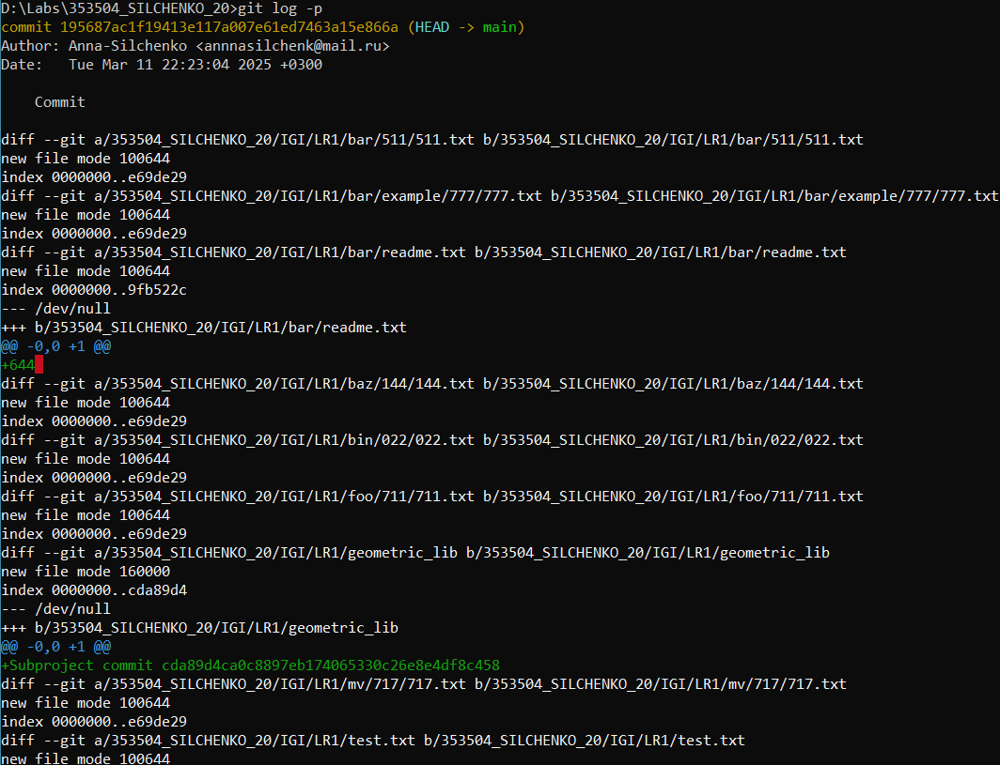 D:\Labs\353504_SILCHENKO_20>git log -p
commit 195687ac1f19413e117a007e61ed7463a15e866a (HEAD -> main)
Author: Anna-Silchenko <annnasilchenk@mail.ru>
Date:   Tue Mar 11 22:23:04 2025 +0300
    Commit
diff --git a/353504_SILCHENKO_20/IGI/LR1/bar/511/511.txt b/353504_SILCHENKO_20/IGI/LR1/bar/511/511.txt
new file mode 100644
index 0000000..e69de29
diff --git a/353504_SILCHENKO_20/IGI/LR1/bar/example/777/777.txt b/353504_SILCHENKO_20/IGI/LR1/bar/example/777/777.txt
new file mode 100644
index 0000000..e69de29
diff --git a/353504_SILCHENKO_20/IGI/LR1/bar/readme.txt b/353504_SILCHENKO_20/IGI/LR1/bar/readme.txt
new file mode 100644
index 0000000..9fb522c
--- /dev/null
+++ b/353504_SILCHENKO_20/IGI/LR1/bar/readme.txt
@@ -0,0 +1 @@
+644
diff --git a/353504_SILCHENKO_20/IGI/LR1/baz/144/144.txt b/353504_SILCHENKO_20/IGI/LR1/baz/144/144.txt
new file mode 100644
index 0000000..e69de29
diff --git a/353504_SILCHENKO_20/IGI/LR1/bin/022/022.txt b/353504_SILCHENKO_20/IGI/LR1/bin/022/022.txt
new file mode 100644
index 0000000..e69de29
diff --git a/353504_SILCHENKO_20/IGI/LR1/foo/711/711.txt b/353504_SILCHENKO_20/IGI/LR1/foo/711/711.txt
new file mode 100644
index 0000000..e69de29
diff --git a/353504_SILCHENKO_20/IGI/LR1/geometric_lib b/353504_SILCHENKO_20/IGI/LR1/geometric_lib
new file mode 160000
index 0000000..cda89d4
--- /dev/null
+++ b/353504_SILCHENKO_20/IGI/LR1/geometric_lib
@@ -0,0 +1 @@
+Subproject commit cda89d4ca0c8897eb174065330c26e8e4df8c458
diff --git a/353504_SILCHENKO_20/IGI/LR1/mv/717/717.txt b/353504_SILCHENKO_20/IGI/LR1/mv/717/717.txt
new file mode 100644
index 0000000..e69de29
diff --git a/353504_SILCHENKO_20/IGI/LR1/test.txt b/353504_SILCHENKO_20/IGI/LR1/test.txt
new file mode 100644